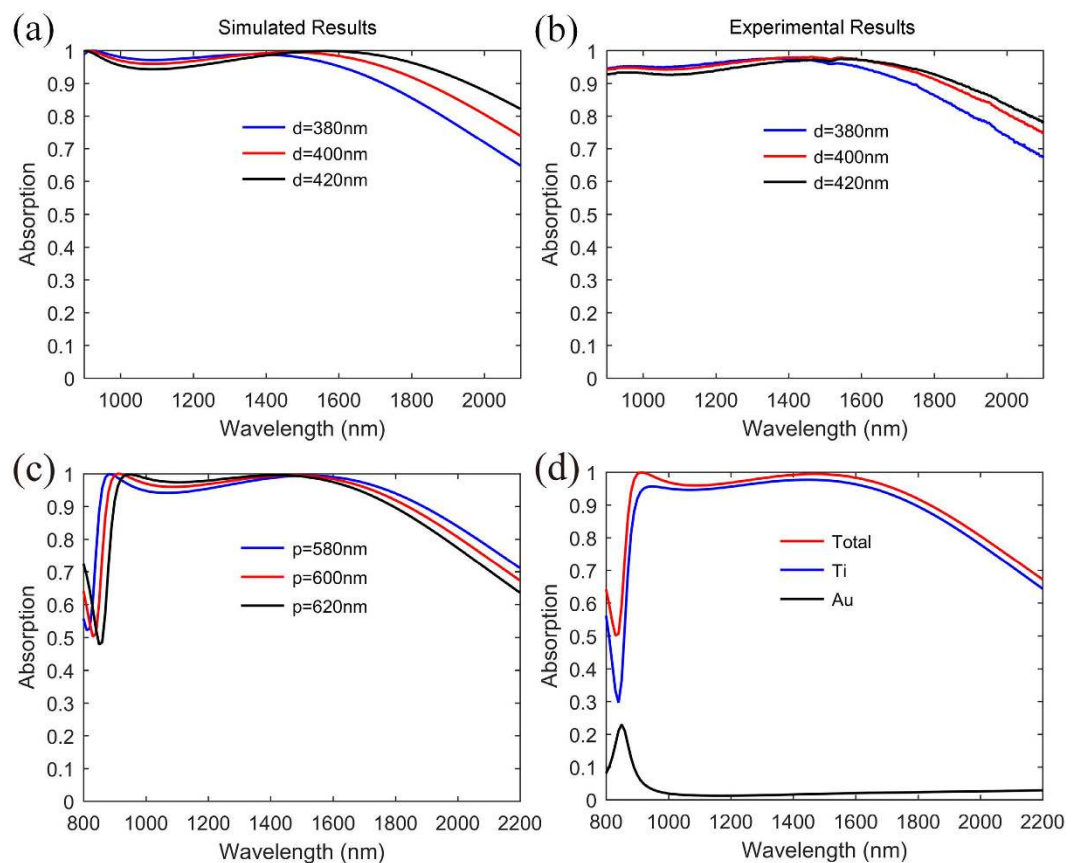 (a)
Simulated Results
1
0.9
0.8
0.7
0.6
0.5
0.4
0.3
0.2
0.1
0
Absorption
d=380nm
d=400nm
d=420nm
1000 1200 1400 1600 1800 2000
Wavelength (nm)
(b)
Experimental Results
1
0.9
0.8
0.7
0.6
0.5
0.4
0.3
0.2
0.1
0
Absorption
d=380nm
d=400nm
d=420nm
1000 1200 1400 1600 1800 2000
Wavelength (nm)
(c)
1
0.9
0.8
0.7
0.6
0.5
0.4
0.3
0.2
0.1
0
Absorption
p=580nm
p=600nm
p=620nm
800 1000 1200 1400 1600 1800 2000 2200
Wavelength (nm)
(d)
1
0.9
0.8
0.7
0.6
0.5
0.4
0.3
0.2
0.1
0
Absorption
Total
Ti
Au
800 1000 1200 1400 1600 1800 2000 2200
Wavelength (nm)